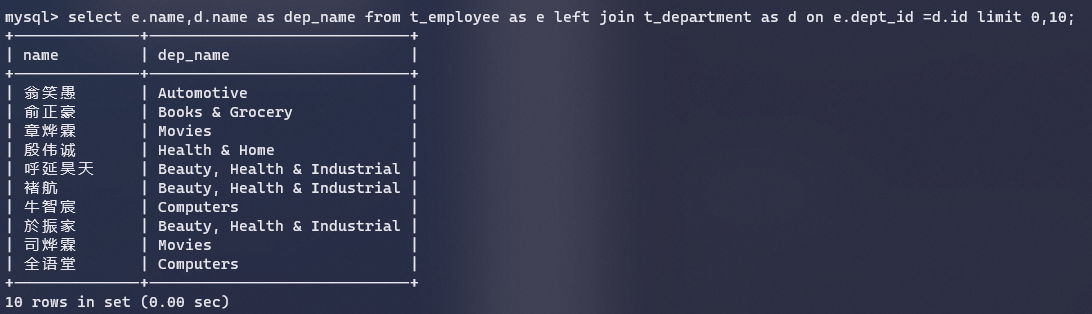 mysql> select e.name,d.name as dep_name from t_employee as e left join t_department as d on e.dept_id =d.id limit 0,10;
+--------------+-----------------------------+
| name         | dep_name                    |
+--------------+-----------------------------+
| 翁笑愚       | Automotive                  |
| 俞正豪       | Books & Grocery             |
| 章烨霖       | Movies                      |
| 殷伟诚       | Health & Home               |
| 呼延昊天     | Beauty, Health & Industrial |
| 褚航         | Beauty, Health & Industrial |
| 牛智宸       | Computers                   |
| 於振家       | Beauty, Health & Industrial |
| 司烨霖       | Movies                      |
| 全语堂       | Computers                   |
+--------------+-----------------------------+
10 rows in set (0.00 sec)